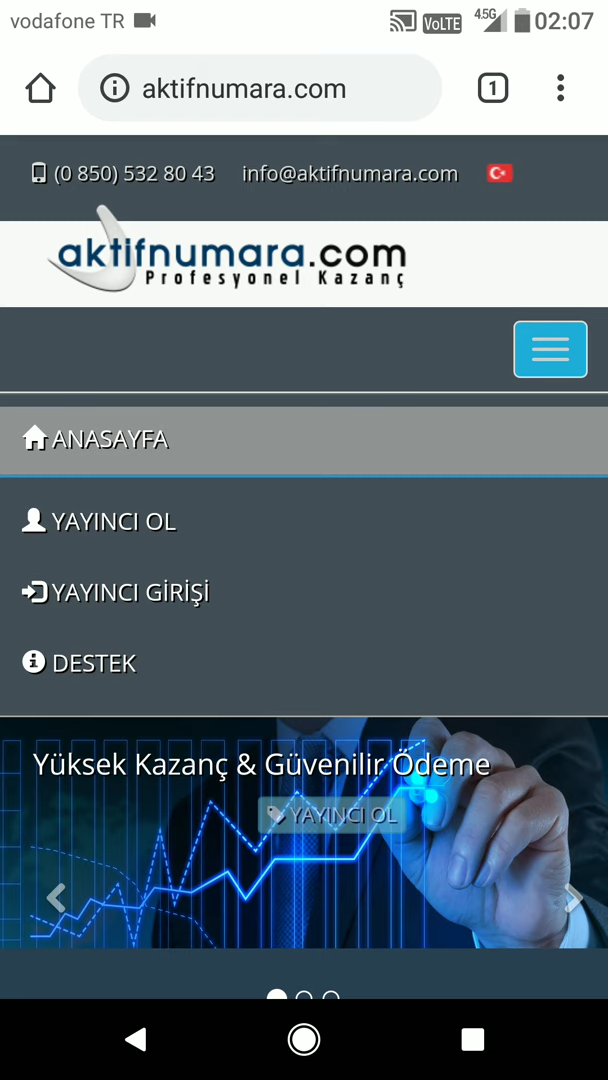 vodafone TR VoLTE 4.5G 02:07
aktifnumara.com 1
(0 850) 532 80 43 info@aktifnumara.com
aktifnumara.com
Profesyonel Kazanç
ANASAYFA
YAYINCI OL
YAYINCI GİRİŞİ
DESTEK
Yüksek Kazanç & Güvenilir Ödeme
YAYINCI OL